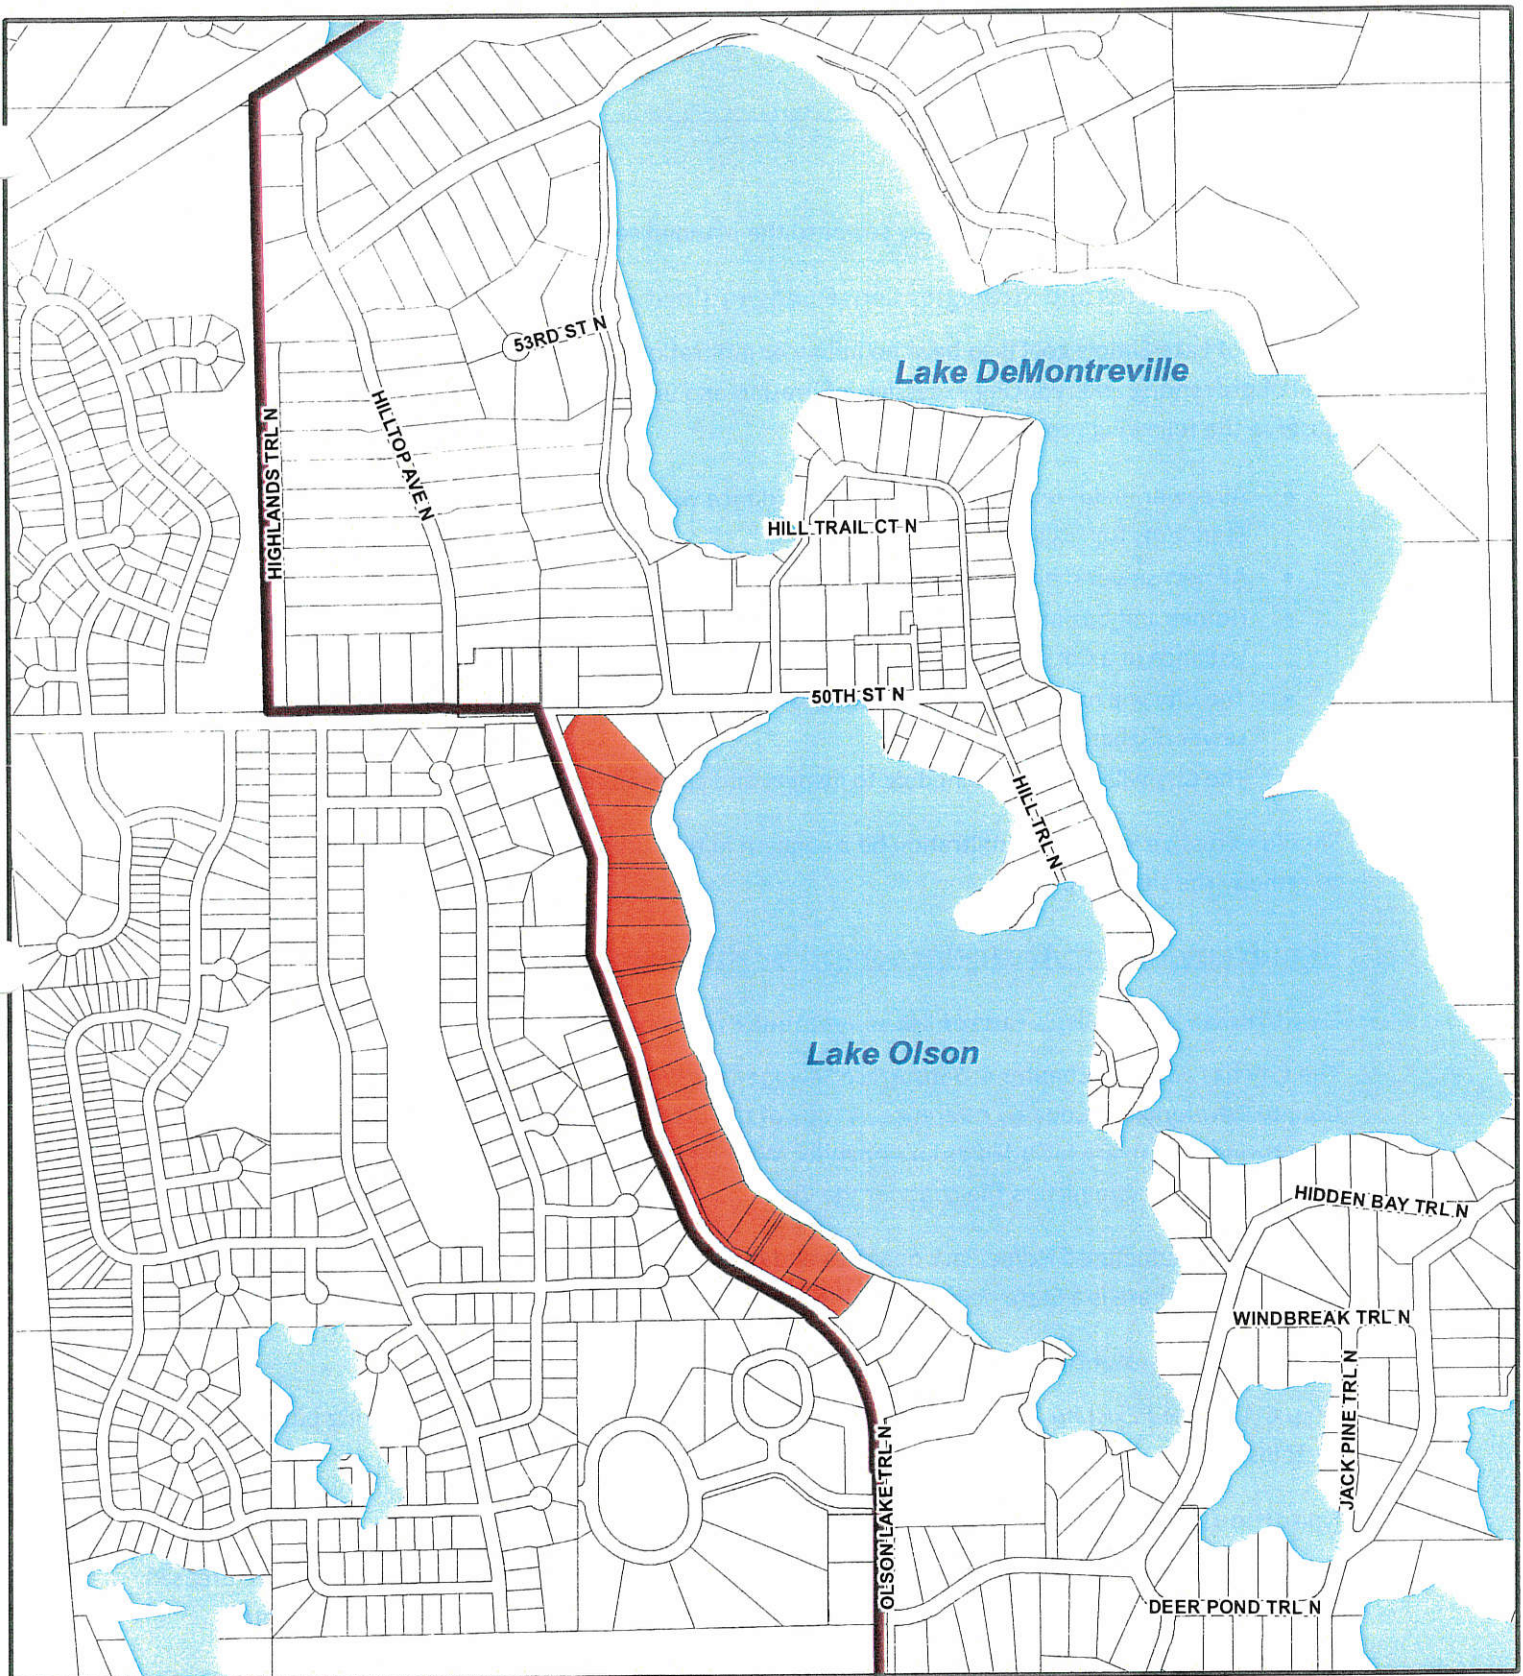 53RD ST N
Lake DeMontreville
HIGHLANDS TRL N
HILLTOP AVE N
HILL TRAIL CT N
50TH ST N
HILL TRL N
Lake Olson
HIDDEN BAY TRL N
WINDBREAK TRL N
JACK PINE TRL N
OLSON LAKE TRL N
DEER POND TRL N